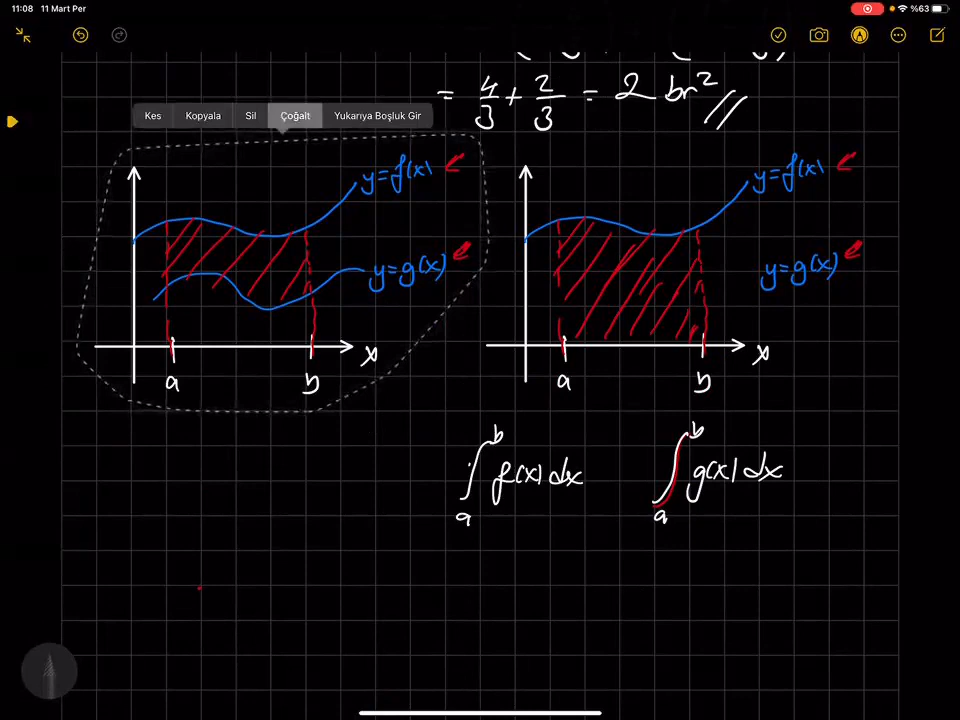 11:08 11 Mart Per %63
= 4/3 + 2/3 = 2 br² //
Kes Kopyala Sil Çoğalt Yukarıya Boşluk Gir
y=f(x)
y=g(x)
x
a b
y=f(x)
y=g(x)
x
a b
∫ₐᵇ f(x) dx ∫ₐᵇ g(x) dx